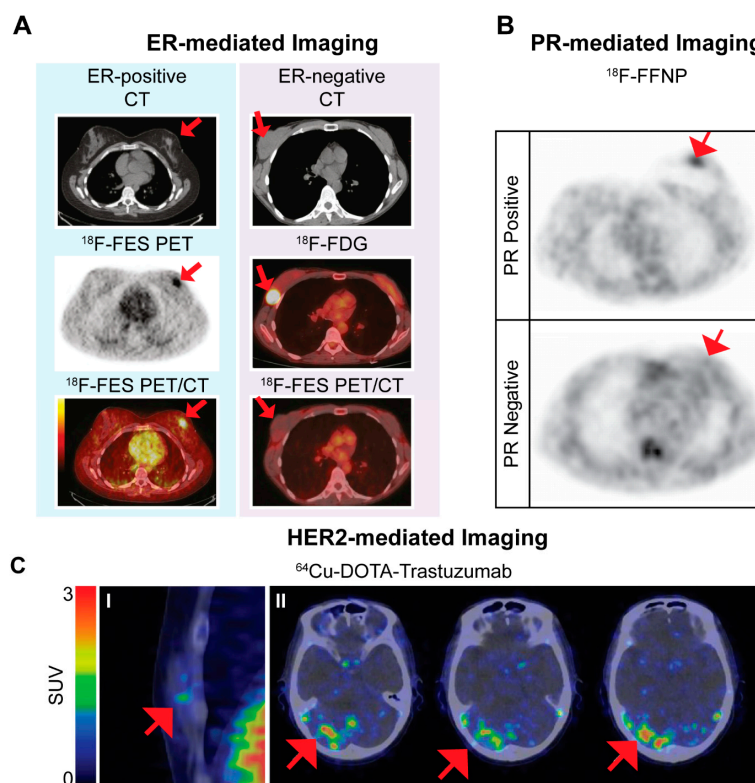 A
ER-mediated Imaging
ER-positive
CT
ER-negative
CT
¹⁸F-FES PET
¹⁸F-FDG
¹⁸F-FES PET/CT
¹⁸F-FES PET/CT
B
PR-mediated Imaging
¹⁸F-FFNP
PR Positive
PR Negative
HER2-mediated Imaging
C
⁶⁴Cu-DOTA-Trastuzumab
3
SUV
0
I
II